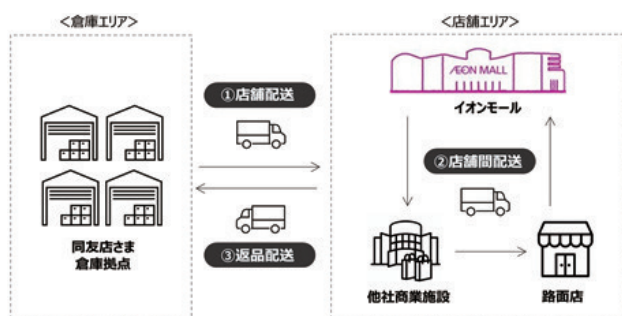 ＜倉庫エリア＞
＜店舗エリア＞
ÆON MALL
イオンモール
①店舗配送
②店舗間配送
③返品配送
同友店さま
倉庫拠点
他社商業施設
路面店